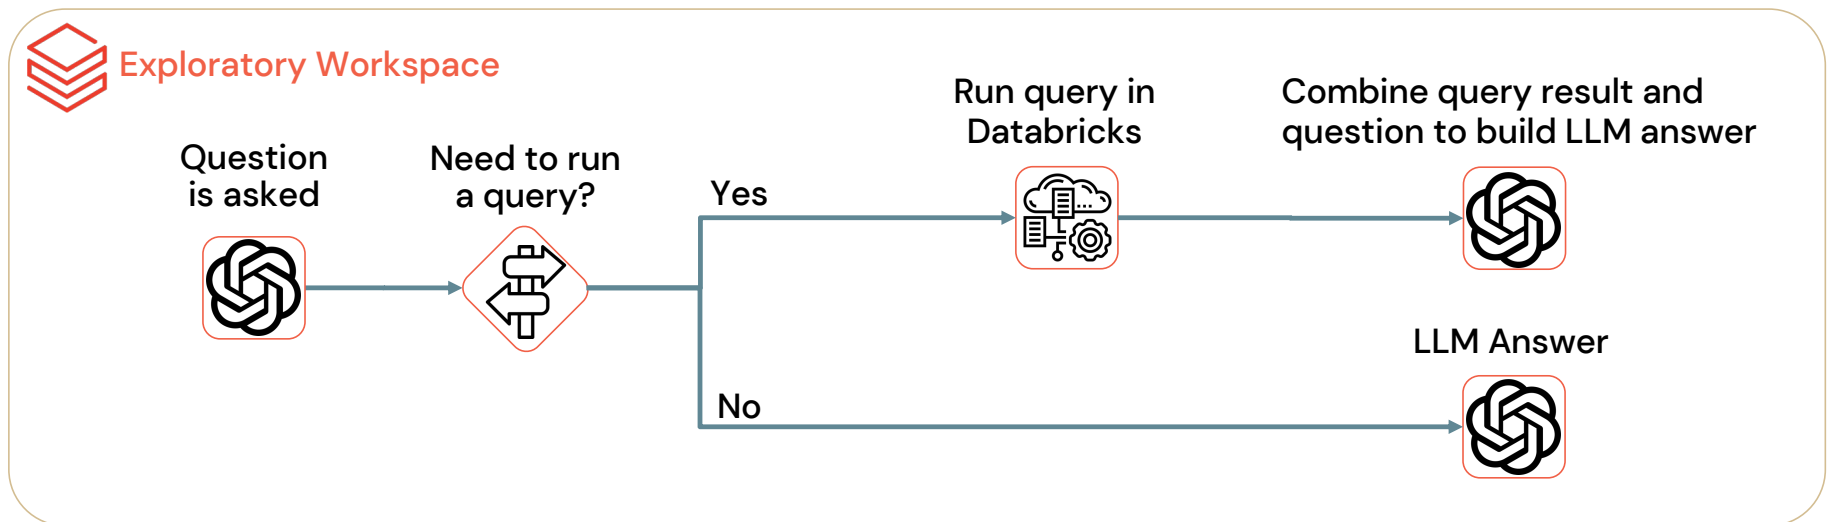 Exploratory Workspace
Question
is asked
Need to run
a query?
Yes
Run query in
Databricks
Combine query result and
question to build LLM answer
No
LLM Answer